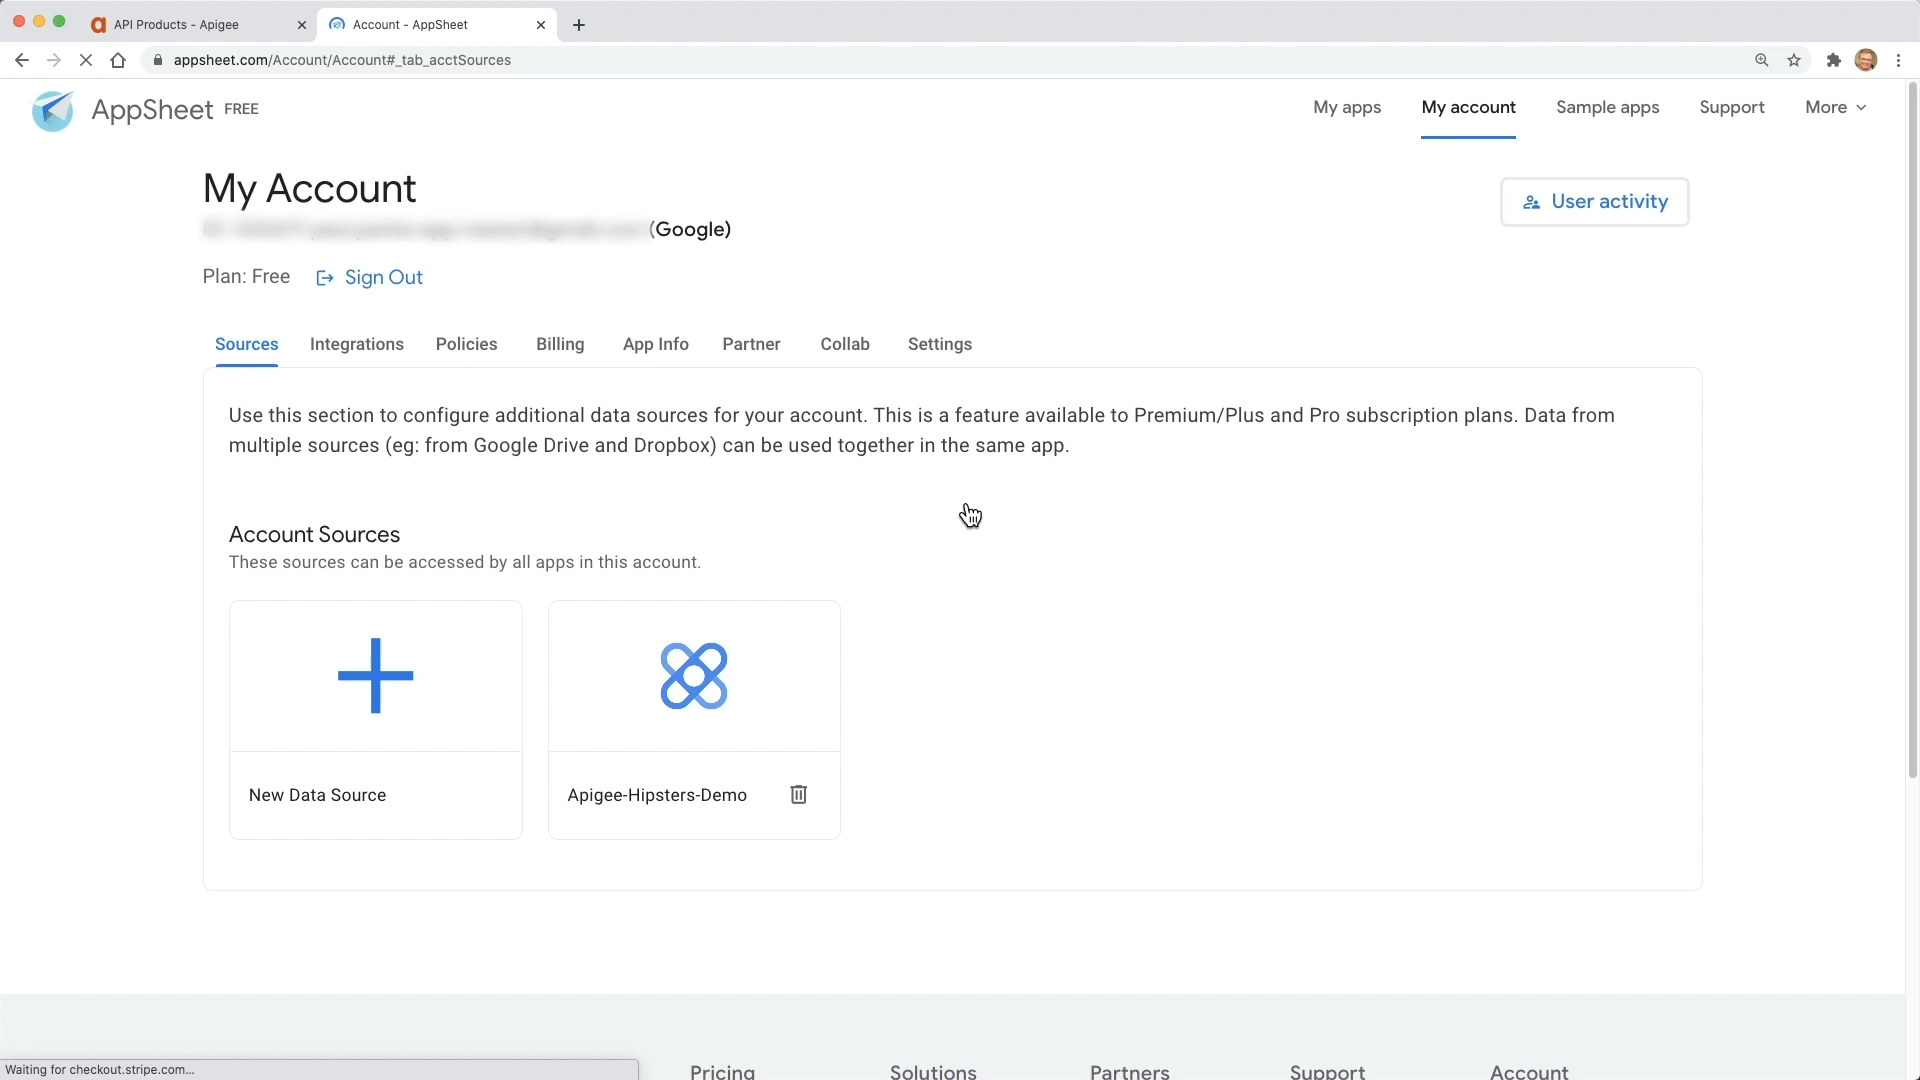 API Products - Apigee
Account - AppSheet
appsheet.com/Account/Account#_tab_acctSources
AppSheet FREE
My apps
My account
Sample apps
Support
More
My Account
(Google)
User activity
Plan: Free
Sign Out
Sources
Integrations
Policies
Billing
App Info
Partner
Collab
Settings
Use this section to configure additional data sources for your account. This is a feature available to Premium/Plus and Pro subscription plans. Data from
multiple sources (eg: from Google Drive and Dropbox) can be used together in the same app.
Account Sources
These sources can be accessed by all apps in this account.
New Data Source
Apigee-Hipsters-Demo
Waiting for checkout.stripe.com...
Pricing
Solutions
Partners
Support
Account